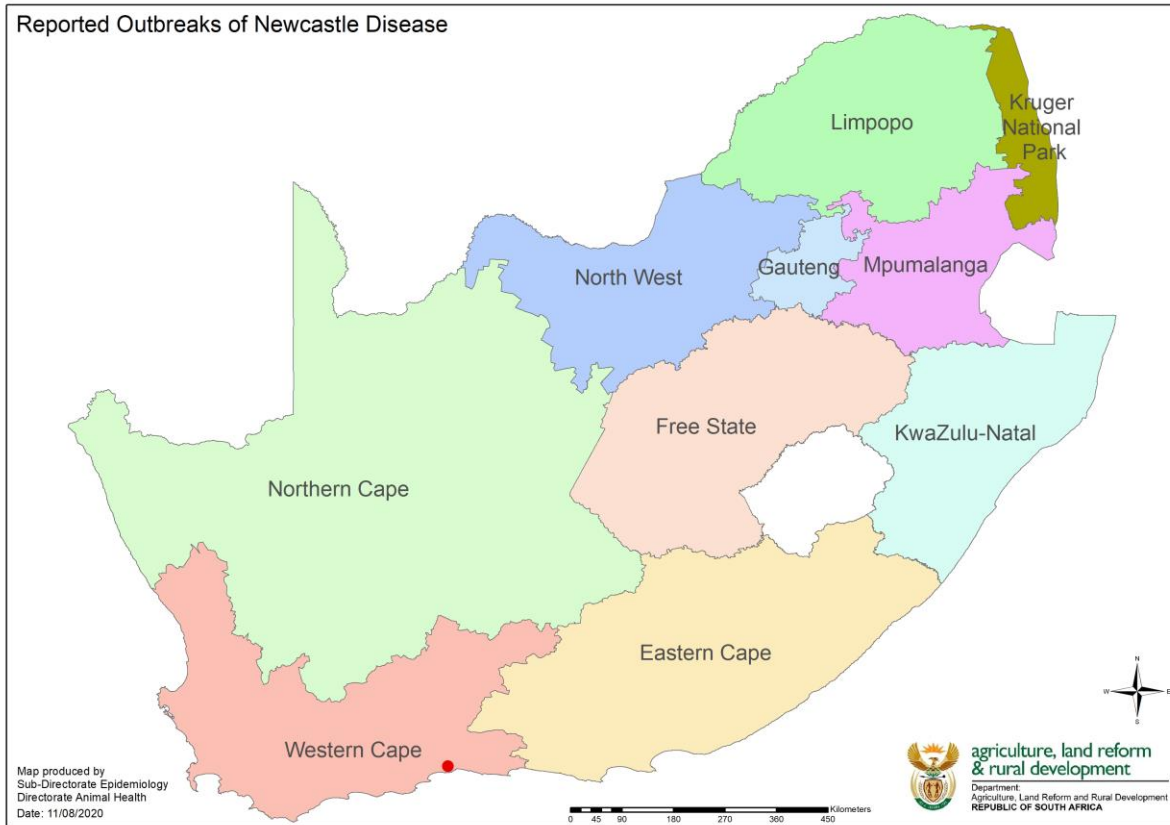 Reported Outbreaks of Newcastle Disease
Limpopo
Kruger
National
Park
North West
Gauteng
Mpumalanga
Free State
KwaZulu-Natal
Northern Cape
Eastern Cape
Western Cape
N
W
E
S
Map produced by
Sub-Directorate Epidemiology
Directorate Animal Health
Date: 11/08/2020
Kilometers
0 45 90 180 270 360 450
agriculture, land reform
& rural development
Department:
Agriculture, Land Reform and Rural Development
REPUBLIC OF SOUTH AFRICA